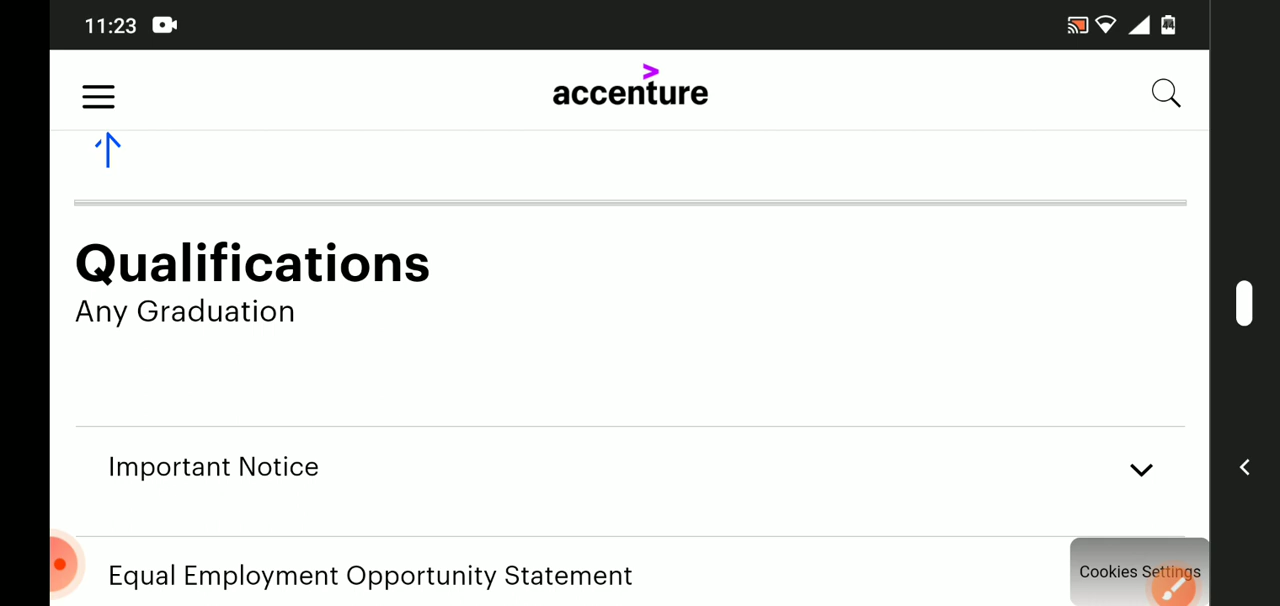 11:23
accenture
Qualifications
Any Graduation
Important Notice
Equal Employment Opportunity Statement
Cookies Settings